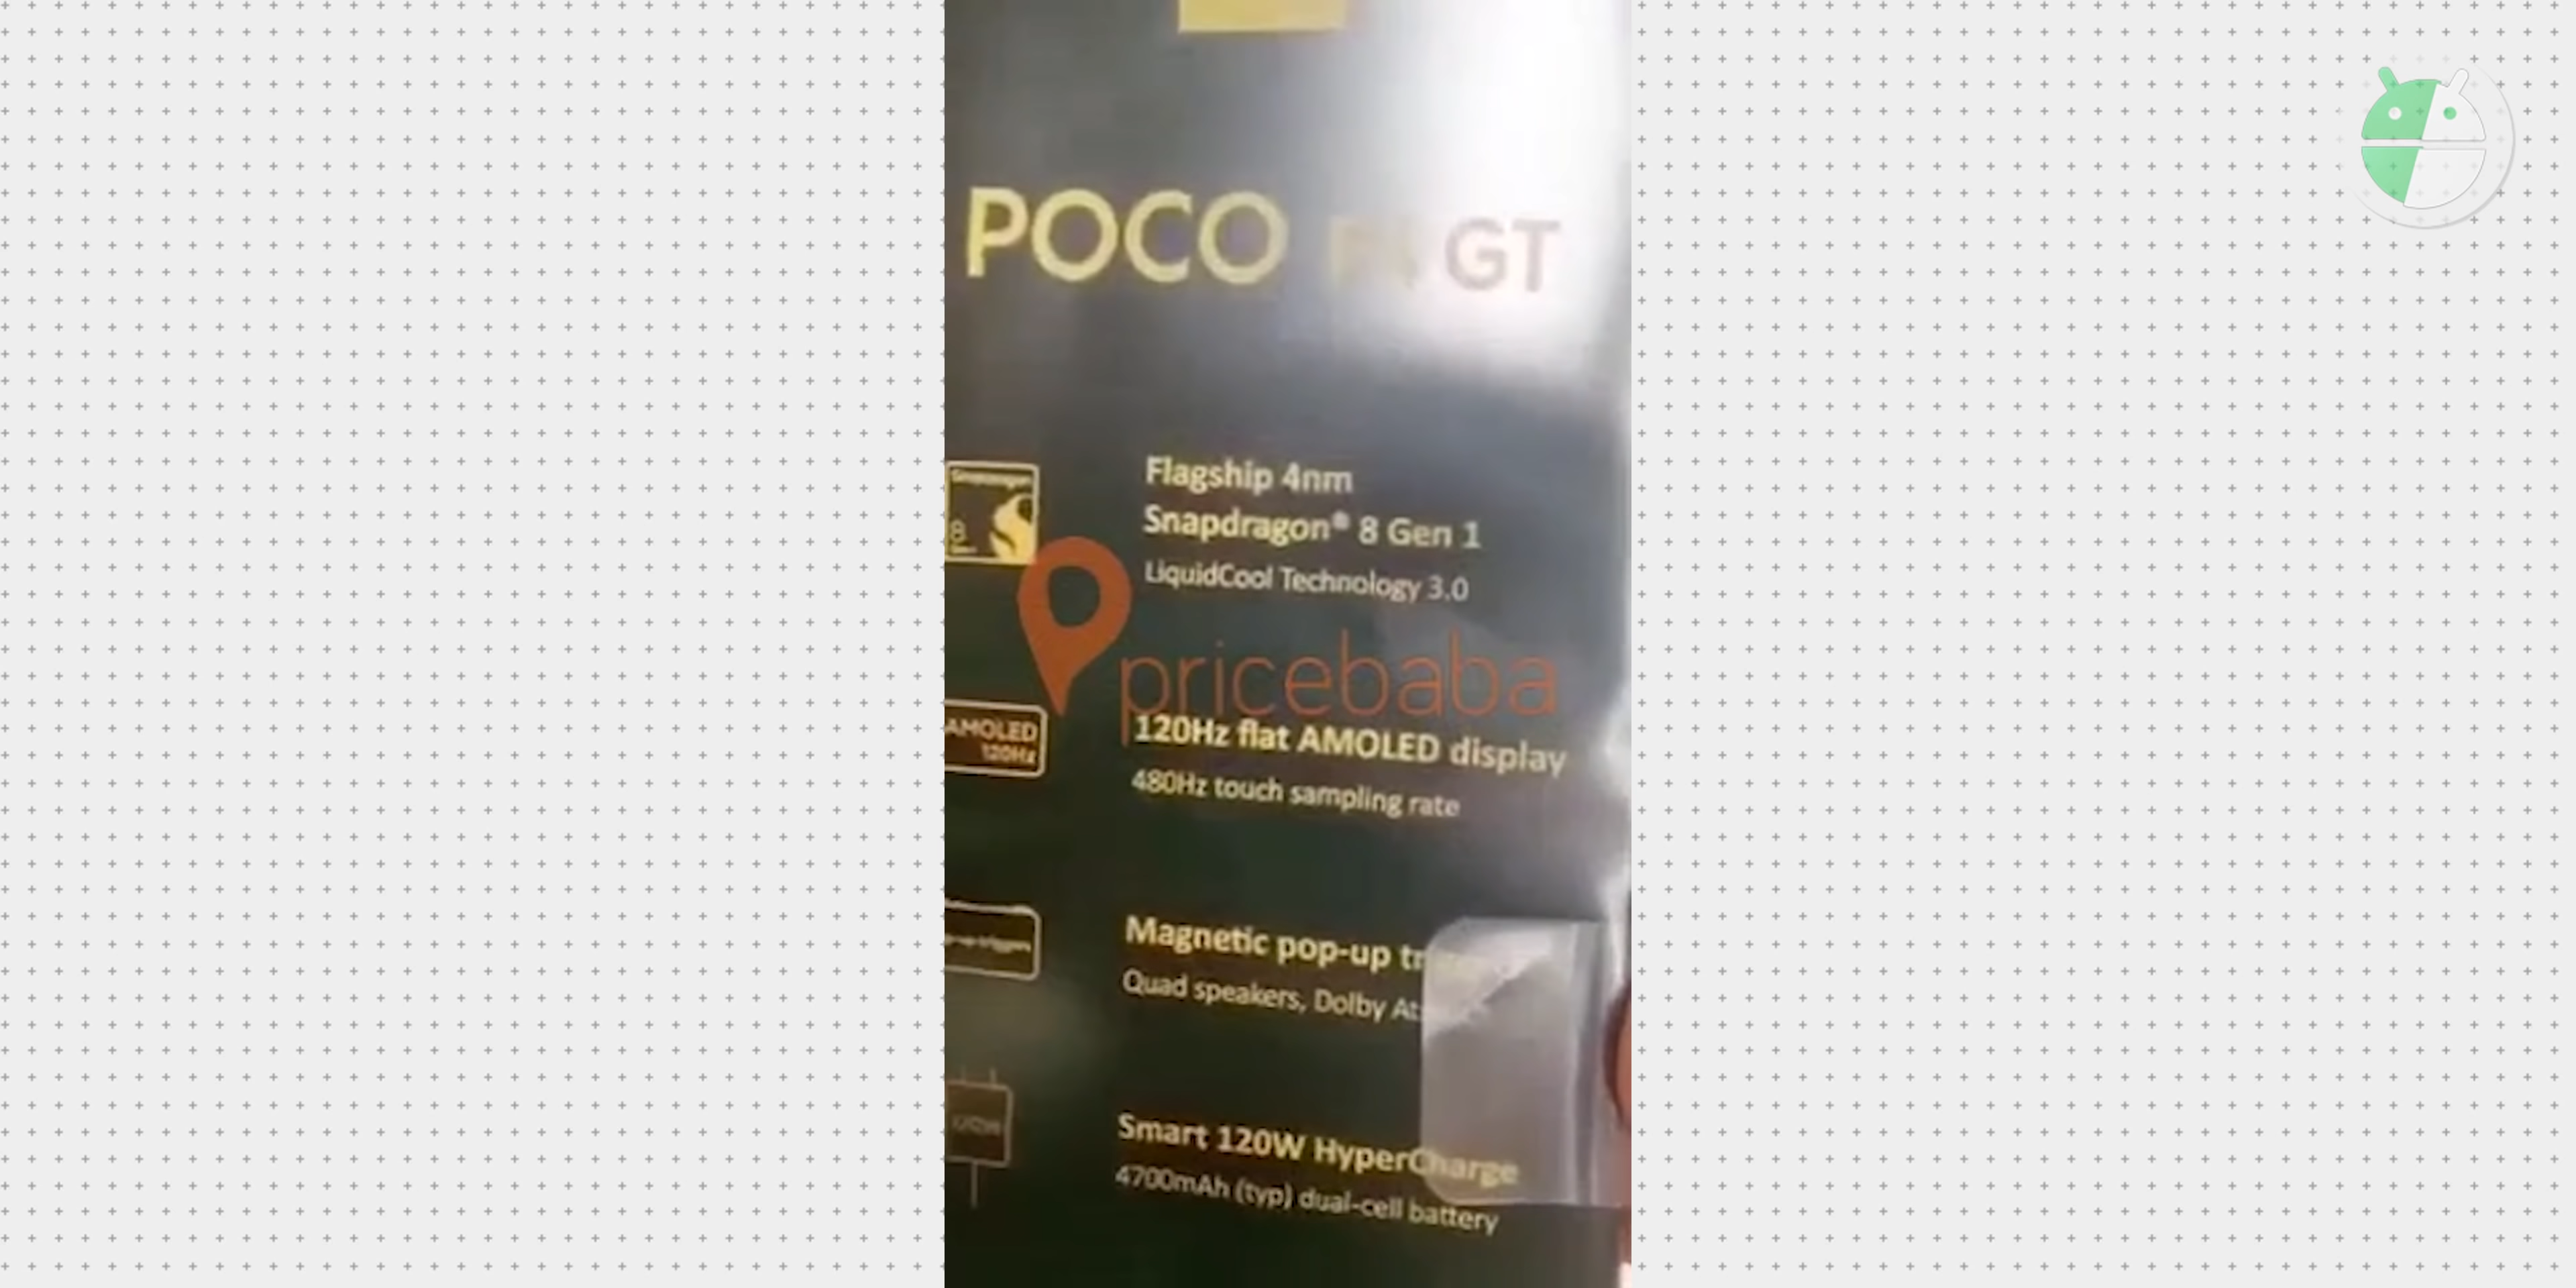 POCO F4 GT
Flagship 4nm
Snapdragon® 8 Gen 1
LiquidCool Technology 3.0
8
pricebaba
AMOLED
120Hz
120Hz flat AMOLED display
480Hz touch sampling rate
Magnetic pop-up
Quad speakers, Dolby
Smart 120W HyperCharge
4700mAh (typ) dual-cell battery